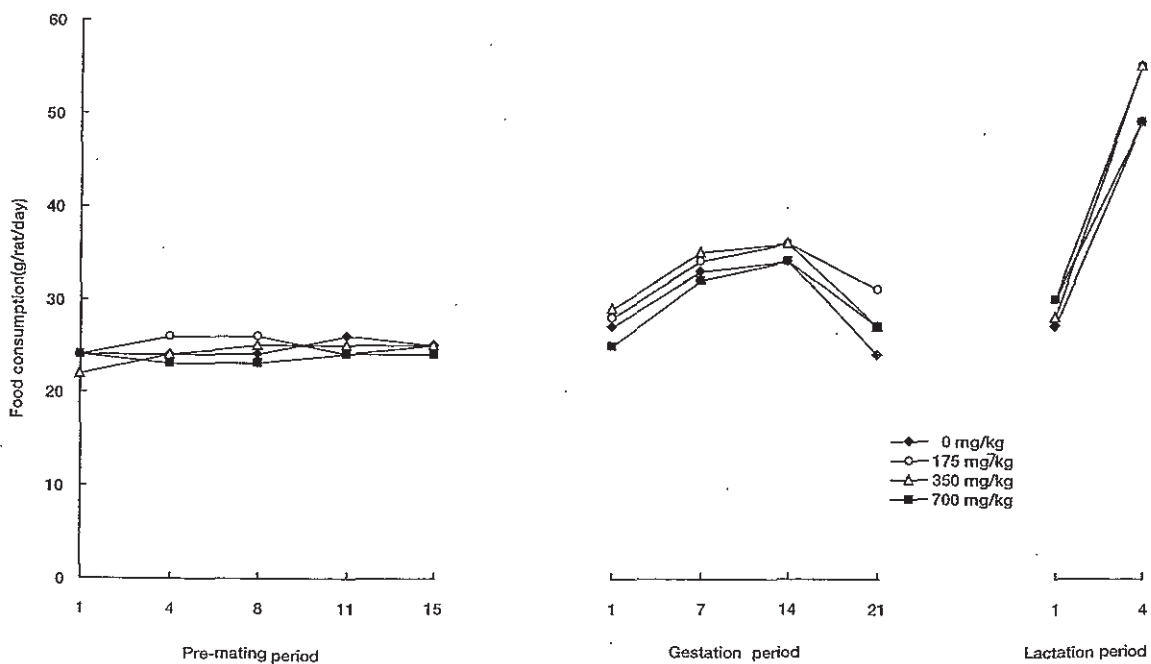 60
50
40
30
20
10
0
Food consumption(g/rat/day)
0 mg/kg
175 mg/kg
350 mg/kg
700 mg/kg
1 4 8 11 15
1 7 14 21
1 4
Pre-mating period
Gestation period
Lactation period